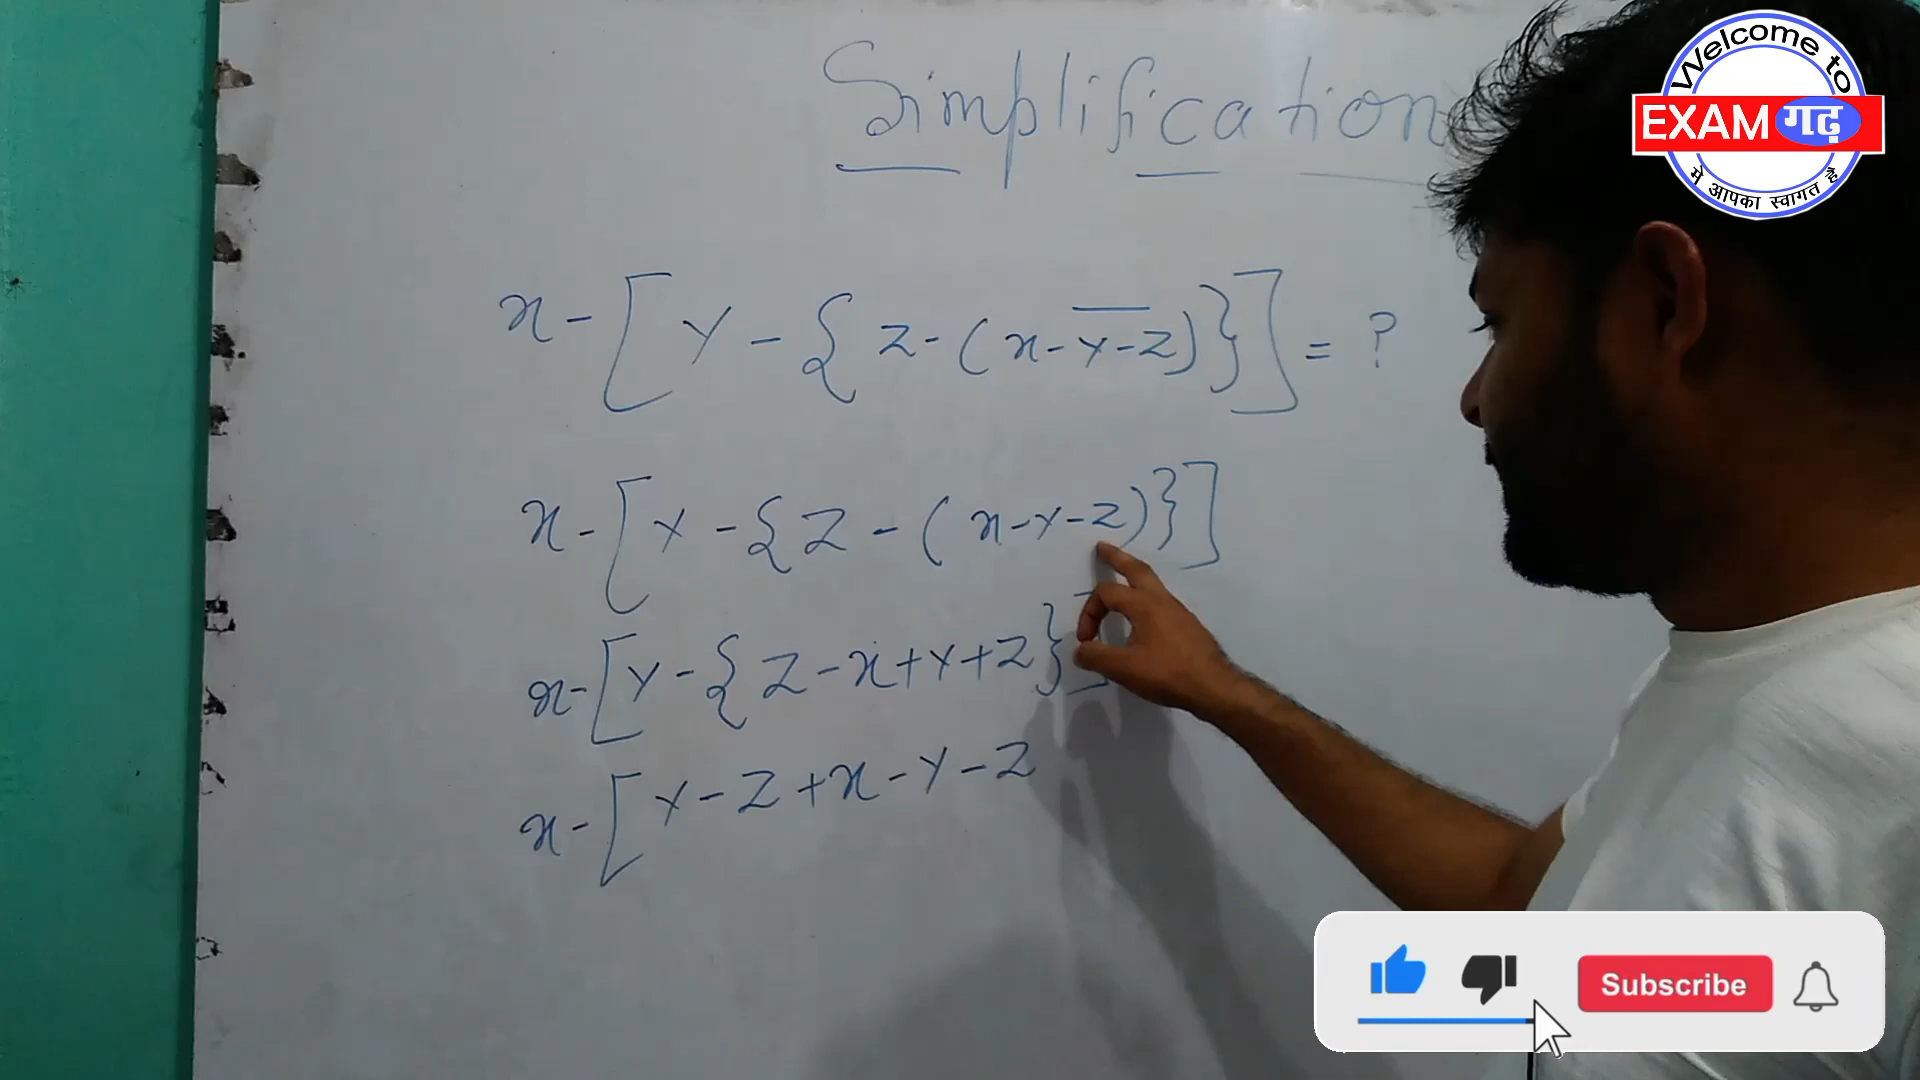 Simplification
Welcome to
EXAM गढ़
मे आपका स्वागत है
x - [ y - { z - ( x - y̅ ̅-̅ ̅z ) } ] = ?
x - [ y - { z - ( x - y - z ) } ]
x - [ y - { z - x + y + z } ]
x - [ y - z + x - y - z
Subscribe